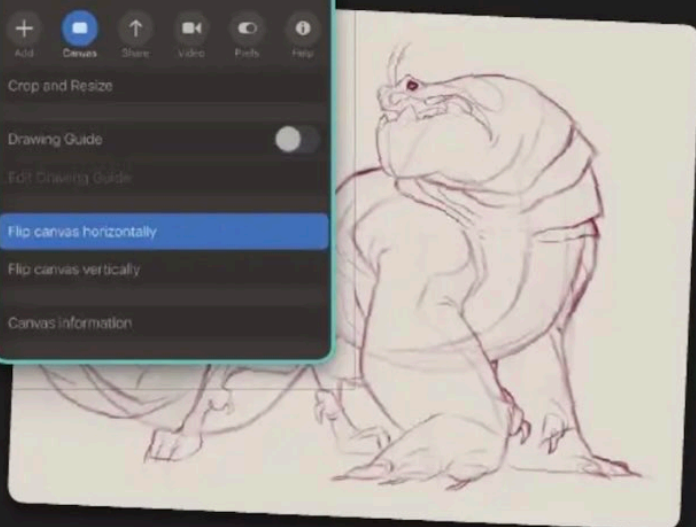 Add Canvas Share Video Prefs Help
Crop and Resize
Drawing Guide
Edit Drawing Guide
Flip canvas horizontally
Flip canvas vertically
Canvas information